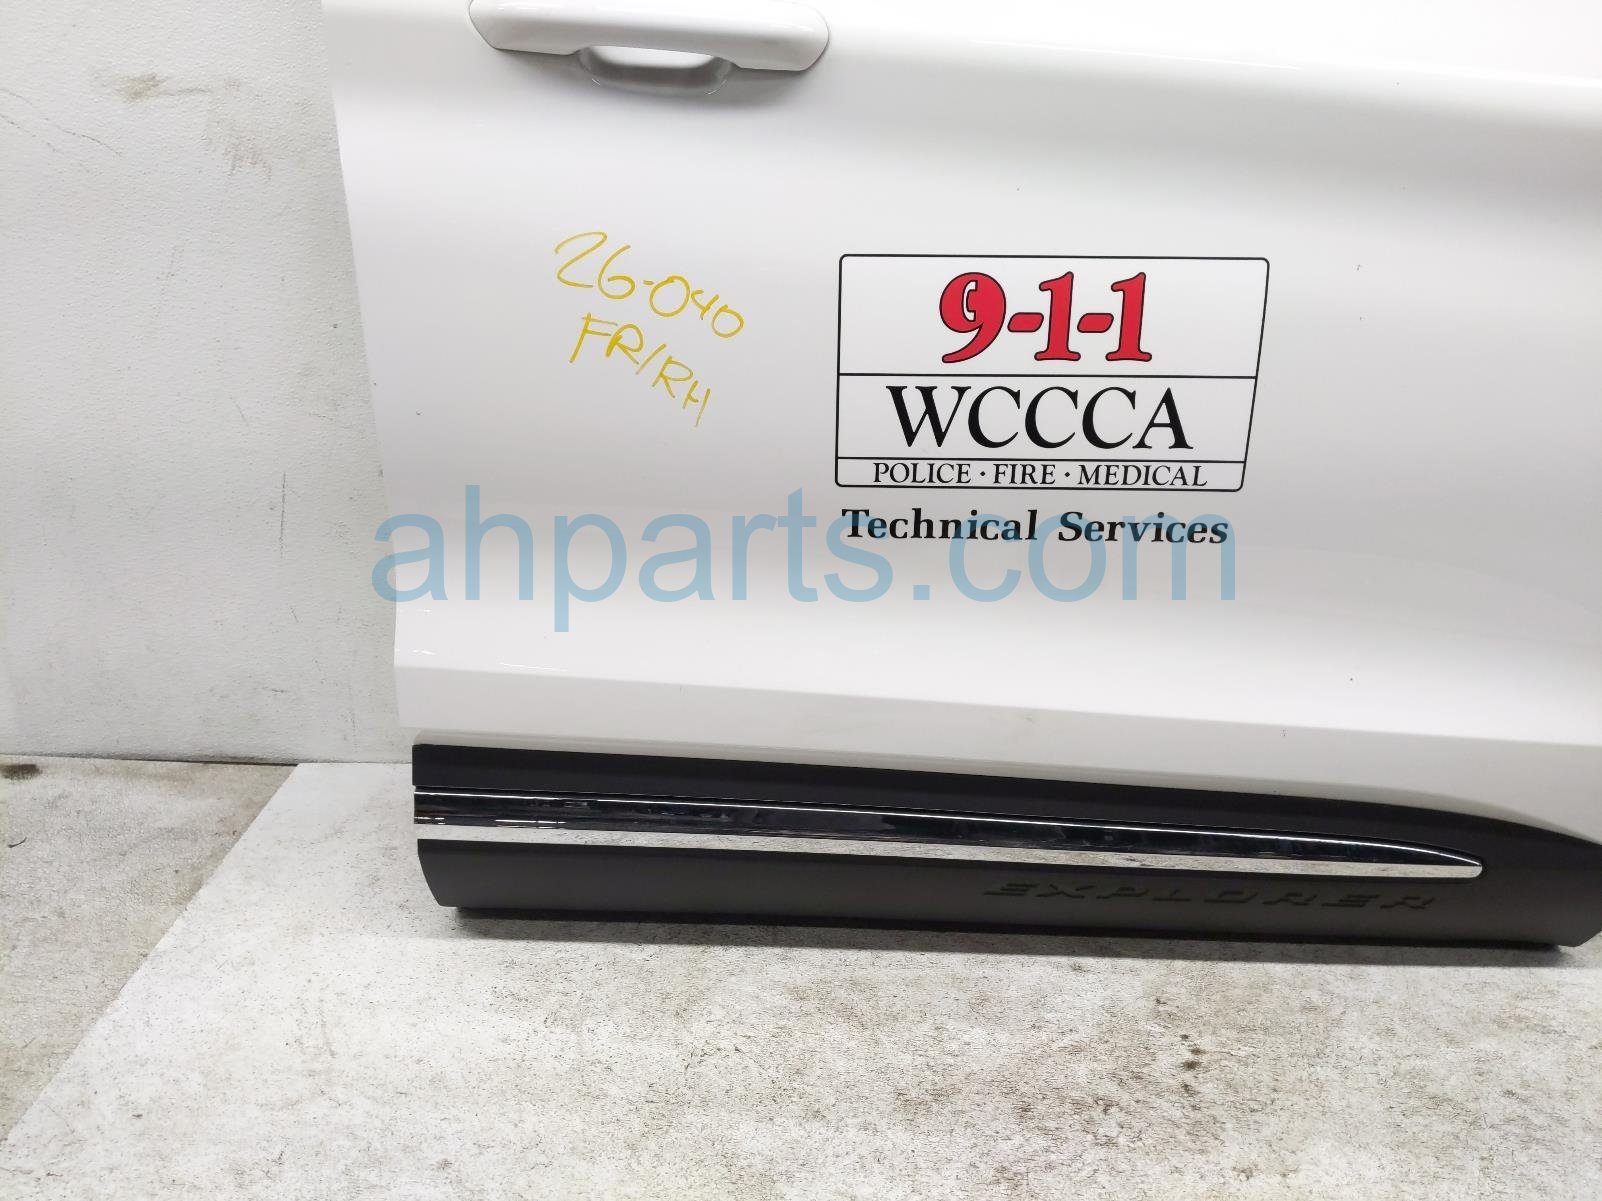 26-040
FR/RH
9-1-1
WCCCA
POLICE · FIRE · MEDICAL
Technical Services
ahparts.com
EXPLORER